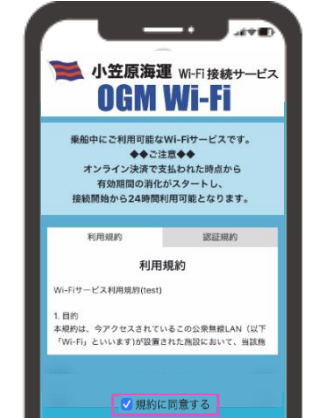 小笠原海運 Wi-Fi接続サービス
OGM Wi-Fi
乗船中にご利用可能なWi-Fiサービスです。
◆◆ご注意◆◆
オンライン決済で支払われた時点から
有効期間の消化がスタートし、
接続開始から24時間利用可能となります。
利用規約 認証規約
利用規約
Wi-Fiサービス利用規約(test)
1. 目的
本規約は、今アクセスされているこの公衆無線LAN（以下
「Wi-Fi」といいます)が設置された施設において、当該施
規約に同意する